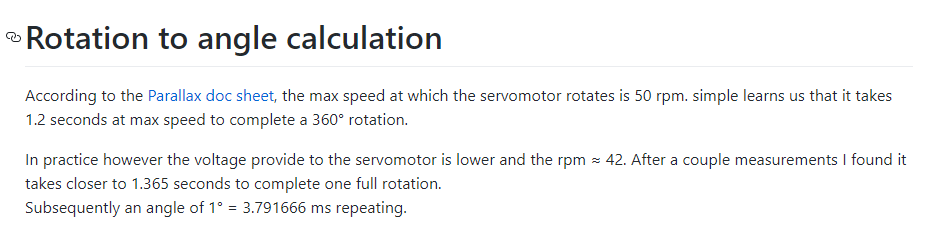 Rotation to angle calculation
According to the Parallax doc sheet, the max speed at which the servomotor rotates is 50 rpm. simple learns us that it takes
1.2 seconds at max speed to complete a 360° rotation.
In practice however the voltage provide to the servomotor is lower and the rpm ≈ 42. After a couple measurements I found it
takes closer to 1.365 seconds to complete one full rotation.
Subsequently an angle of 1° = 3.791666 ms repeating.